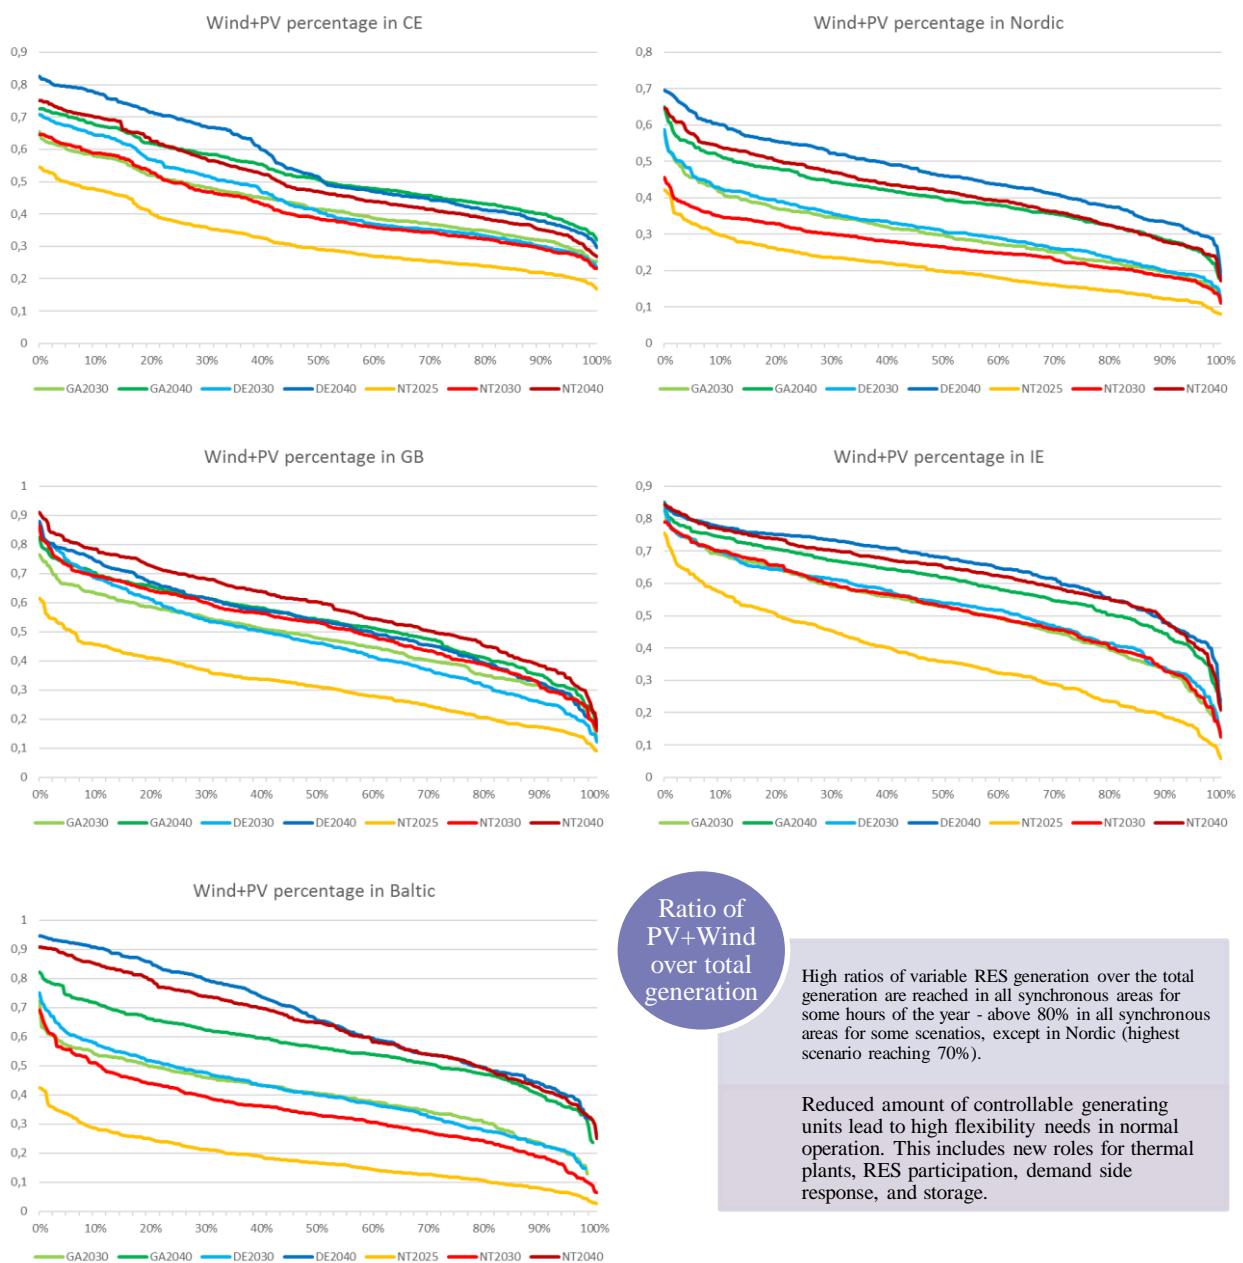 Wind+PV percentage in CE
0,9
0,8
0,7
0,6
0,5
0,4
0,3
0,2
0,1
0
0% 10% 20% 30% 40% 50% 60% 70% 80% 90% 100%
GA2030 GA2040 DE2030 DE2040 NT2025 NT2030 NT2040
Wind+PV percentage in Nordic
0,8
0,7
0,6
0,5
0,4
0,3
0,2
0,1
0
0% 10% 20% 30% 40% 50% 60% 70% 80% 90% 100%
GA2030 GA2040 DE2030 DE2040 NT2025 NT2030 NT2040
Wind+PV percentage in GB
1
0,9
0,8
0,7
0,6
0,5
0,4
0,3
0,2
0,1
0
0% 10% 20% 30% 40% 50% 60% 70% 80% 90% 100%
GA2030 GA2040 DE2030 DE2040 NT2025 NT2030 NT2040
Wind+PV percentage in IE
0,9
0,8
0,7
0,6
0,5
0,4
0,3
0,2
0,1
0
0% 10% 20% 30% 40% 50% 60% 70% 80% 90% 100%
GA2030 GA2040 DE2030 DE2040 NT2025 NT2030 NT2040
Wind+PV percentage in Baltic
1
0,9
0,8
0,7
0,6
0,5
0,4
0,3
0,2
0,1
0
0% 10% 20% 30% 40% 50% 60% 70% 80% 90% 100%
GA2030 GA2040 DE2030 DE2040 NT2025 NT2030 NT2040
Ratio of
PV+Wind
over total
generation
High ratios of variable RES generation over the total
generation are reached in all synchronous areas for
some hours of the year - above 80% in all synchronous
areas for some scenatios, except in Nordic (highest
scenario reaching 70%).
Reduced amount of controllable generating
units lead to high flexibility needs in normal
operation. This includes new roles for thermal
plants, RES participation, demand side
response, and storage.